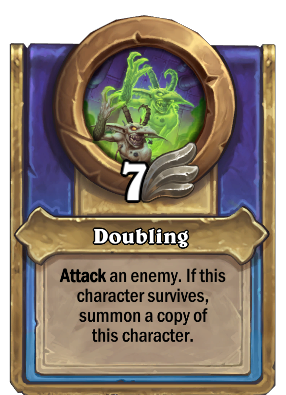 7
Doubling
Attack an enemy. If this
character survives,
summon a copy of
this character.